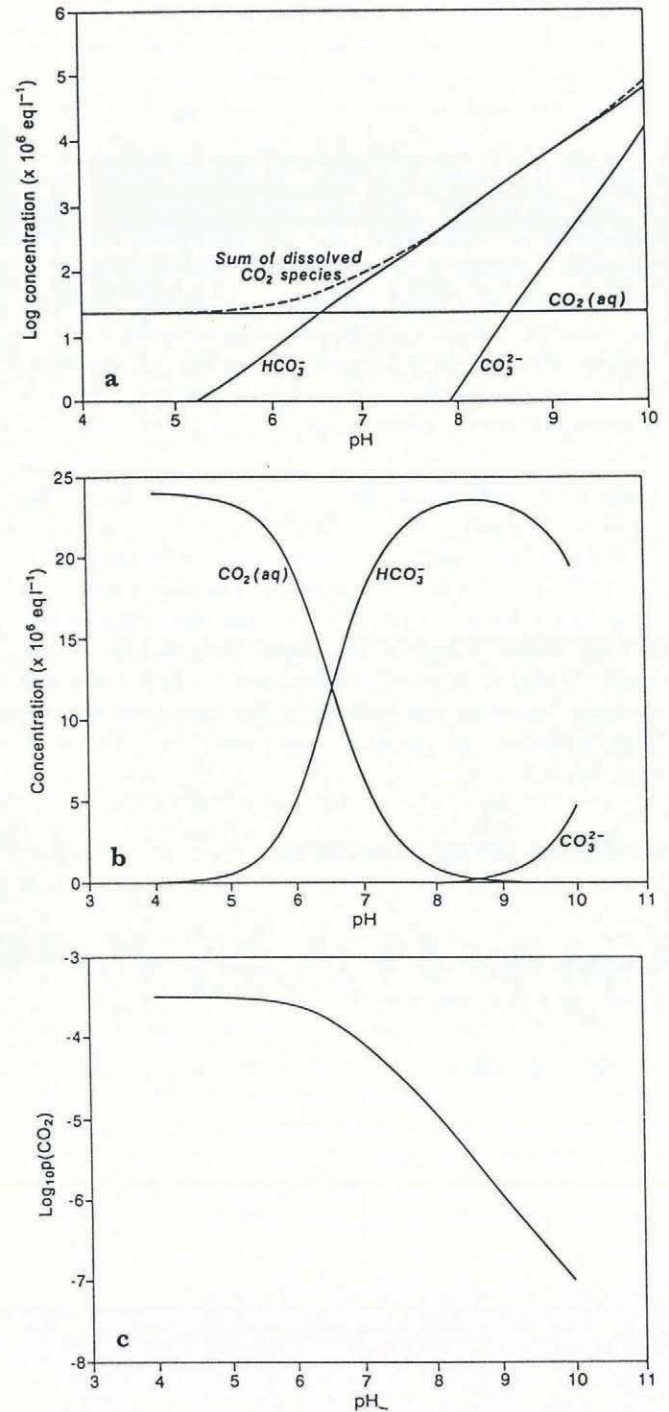 6
5
4
3
2
1
0
Log concentration (x 10⁶ eq l⁻¹)
Sum of dissolved
CO₂ species
CO₂ (aq)
HCO₃⁻
CO₃²⁻
a
4 5 6 7 8 9 10
pH
25
20
15
10
5
0
Concentration (x 10⁶ eq l⁻¹)
CO₂ (aq)
HCO₃⁻
CO₃²⁻
b
3 4 5 6 7 8 9 10 11
pH
-3
-4
-5
-6
-7
-8
Log₁₀p(CO₂)
c
3 4 5 6 7 8 9 10 11
pH